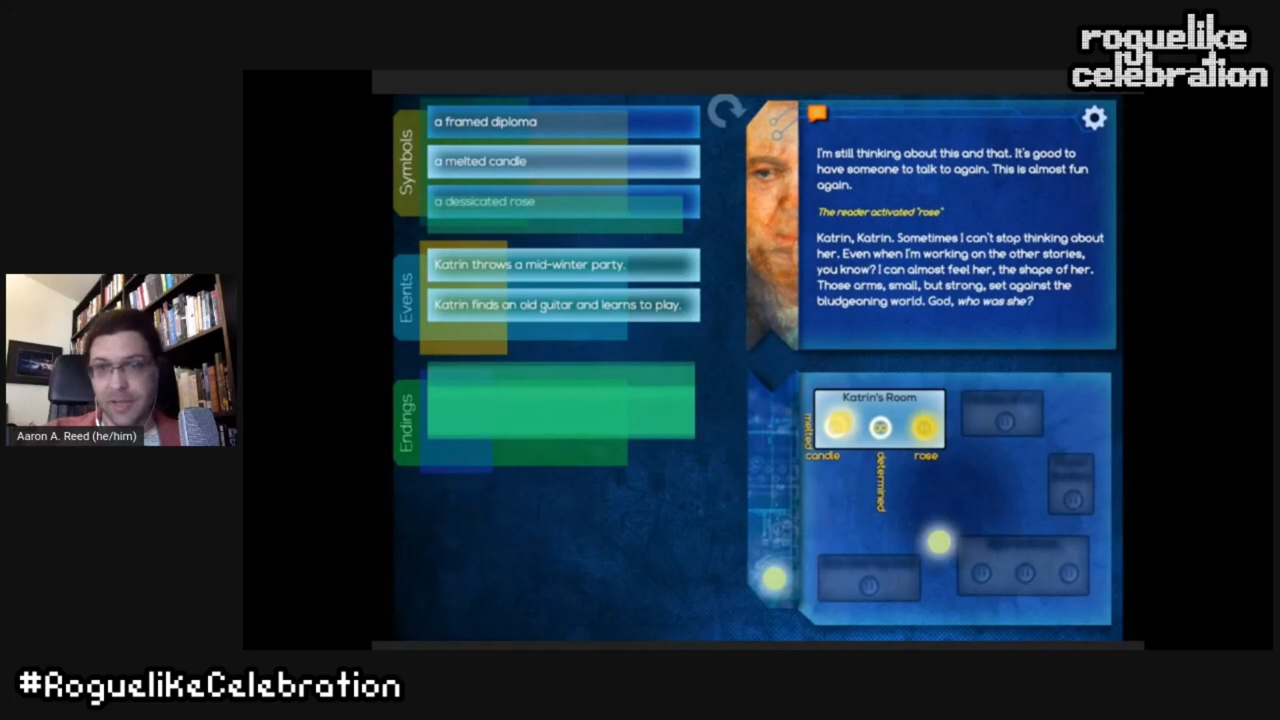 roguelike
celebration
Symbols
a framed diploma
a melted candle
a dessicated rose
Events
Katrin throws a mid-winter party.
Katrin finds an old guitar and learns to play.
Endings
I'm still thinking about this and that. It's good to
have someone to talk to again. This is almost fun
again.
The reader activated "rose"
Katrin, Katrin. Sometimes I can't stop thinking about
her. Even when I'm working on the other stories,
you know? I can almost feel her, the shape of her.
Those arms, small, but strong, set against the
bludgeoning world. God, who was she?
Katrin's Room
melted
candle
determined
rose
Aaron A. Reed (he/him)
#RoguelikeCelebration